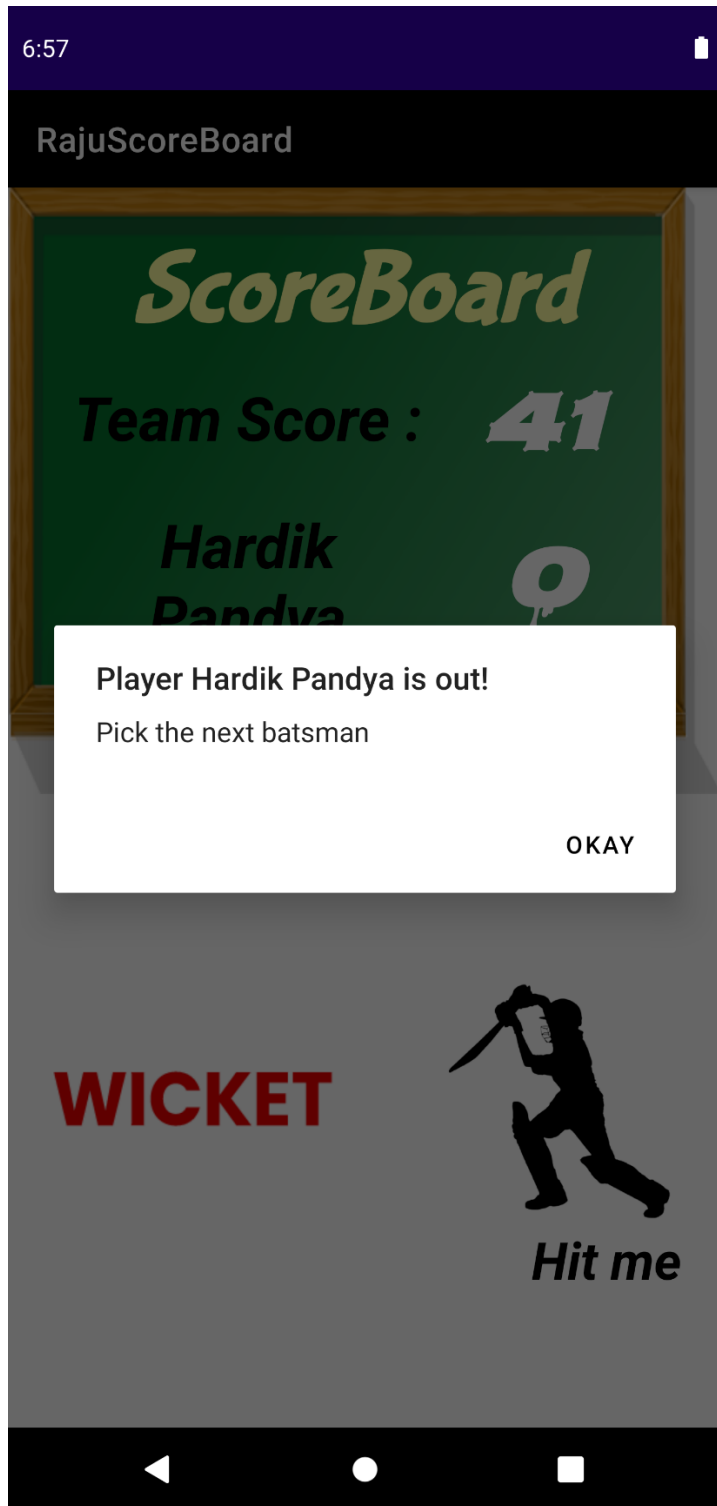 6:57
RajuScoreBoard
ScoreBoard
Team Score : 41
Hardik 0
Pandya
Player Hardik Pandya is out!
Pick the next batsman
OKAY
WICKET
Hit me